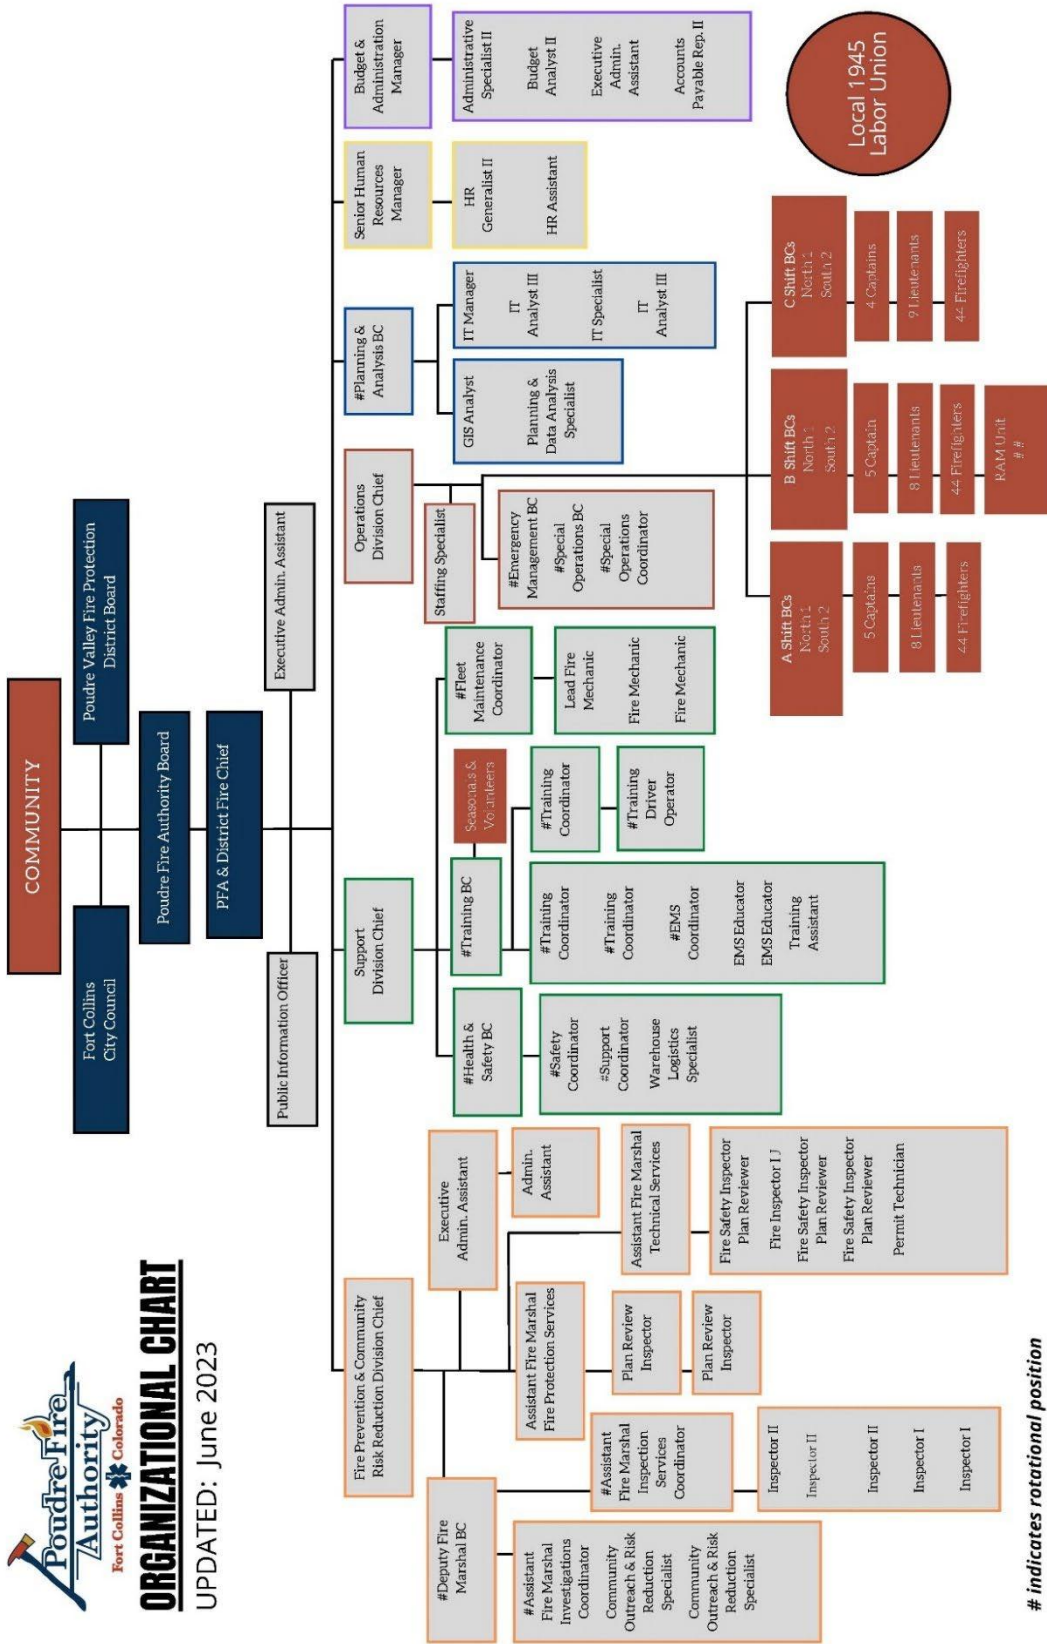 Poudre Fire
Authority
Fort Collins Colorado
ORGANIZATIONAL CHART
UPDATED: June 2023
COMMUNITY
Fort Collins
City Council
Poudre Valley Fire Protection
District Board
Poudre Fire Authority Board
PFA & District Fire Chief
Public Information Officer
Executive Admin. Assistant
Fire Prevention & Community
Risk Reduction Division Chief
#Deputy Fire
Marshal BC
#Assistant
Fire Marshal
Investigations
Coordinator
Community
Outreach & Risk
Reduction
Specialist
Community
Outreach & Risk
Reduction
Specialist
#Assistant
Fire Marshal
Inspection
Services
Coordinator
Inspector II
Inspector II
Inspector II
Inspector I
Inspector I
Executive
Admin. Assistant
Admin.
Assistant
Assistant Fire Marshal
Fire Protection Services
Plan Review
Inspector
Plan Review
Inspector
Assistant Fire Marshal
Technical Services
Fire Safety Inspector
Plan Reviewer
Fire Inspector I J
Fire Safety Inspector
Plan Reviewer
Fire Safety Inspector
Plan Reviewer
Permit Technician
Support
Division Chief
#Health &
Safety BC
#Safety
Coordinator
#Support
Coordinator
Warehouse
Logistics
Specialist
#Training BC
Seasonals &
Volunteers
#Training
Coordinator
#Training
Coordinator
#EMS
Coordinator
EMS Educator
EMS Educator
Training
Assistant
#Training
Coordinator
#Training
Driver
Operator
#Fleet
Maintenance
Coordinator
Lead Fire
Mechanic
Fire Mechanic
Fire Mechanic
Operations
Division Chief
Staffing Specialist
#Emergency
Management BC
#Special
Operations BC
#Special
Operations
Coordinator
A Shift BCs
North 1
South 2
5 Captains
8 Lieutenants
44 Firefighters
B Shift BCs
North 1
South 2
5 Captain
8 Lieutenants
44 Firefighters
RAM Unit
# #
C Shift BCs
North 1
South 2
4 Captains
9 Lieutenants
44 Firefighters
#Planning &
Analysis BC
GIS Analyst
Planning &
Data Analysis
Specialist
IT Manager
IT
Analyst III
IT Specialist
IT
Analyst III
Senior Human
Resources
Manager
HR
Generalist II
HR Assistant
Budget &
Administration
Manager
Administrative
Specialist II
Budget
Analyst II
Executive
Admin.
Assistant
Accounts
Payable Rep. II
Local 1945
Labor Union
# indicates rotational position